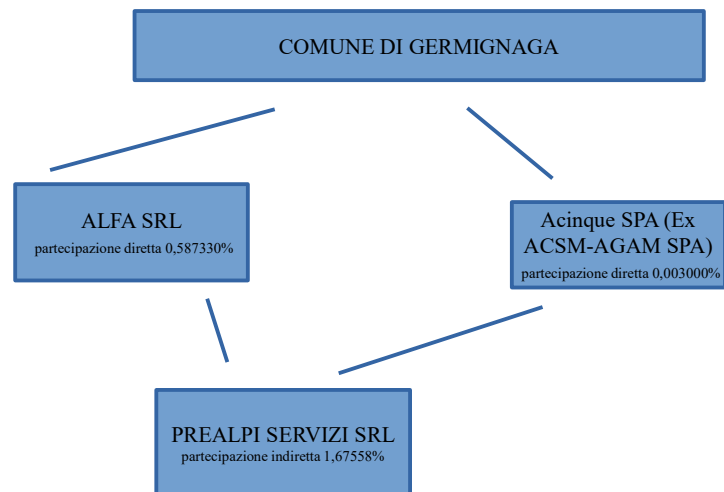 COMUNE DI GERMIGNAGA
ALFA SRL
partecipazione diretta 0,587330%
Acinque SPA (Ex
ACSM-AGAM SPA)
partecipazione diretta 0,003000%
PREALPI SERVIZI SRL
partecipazione indiretta 1,67558%